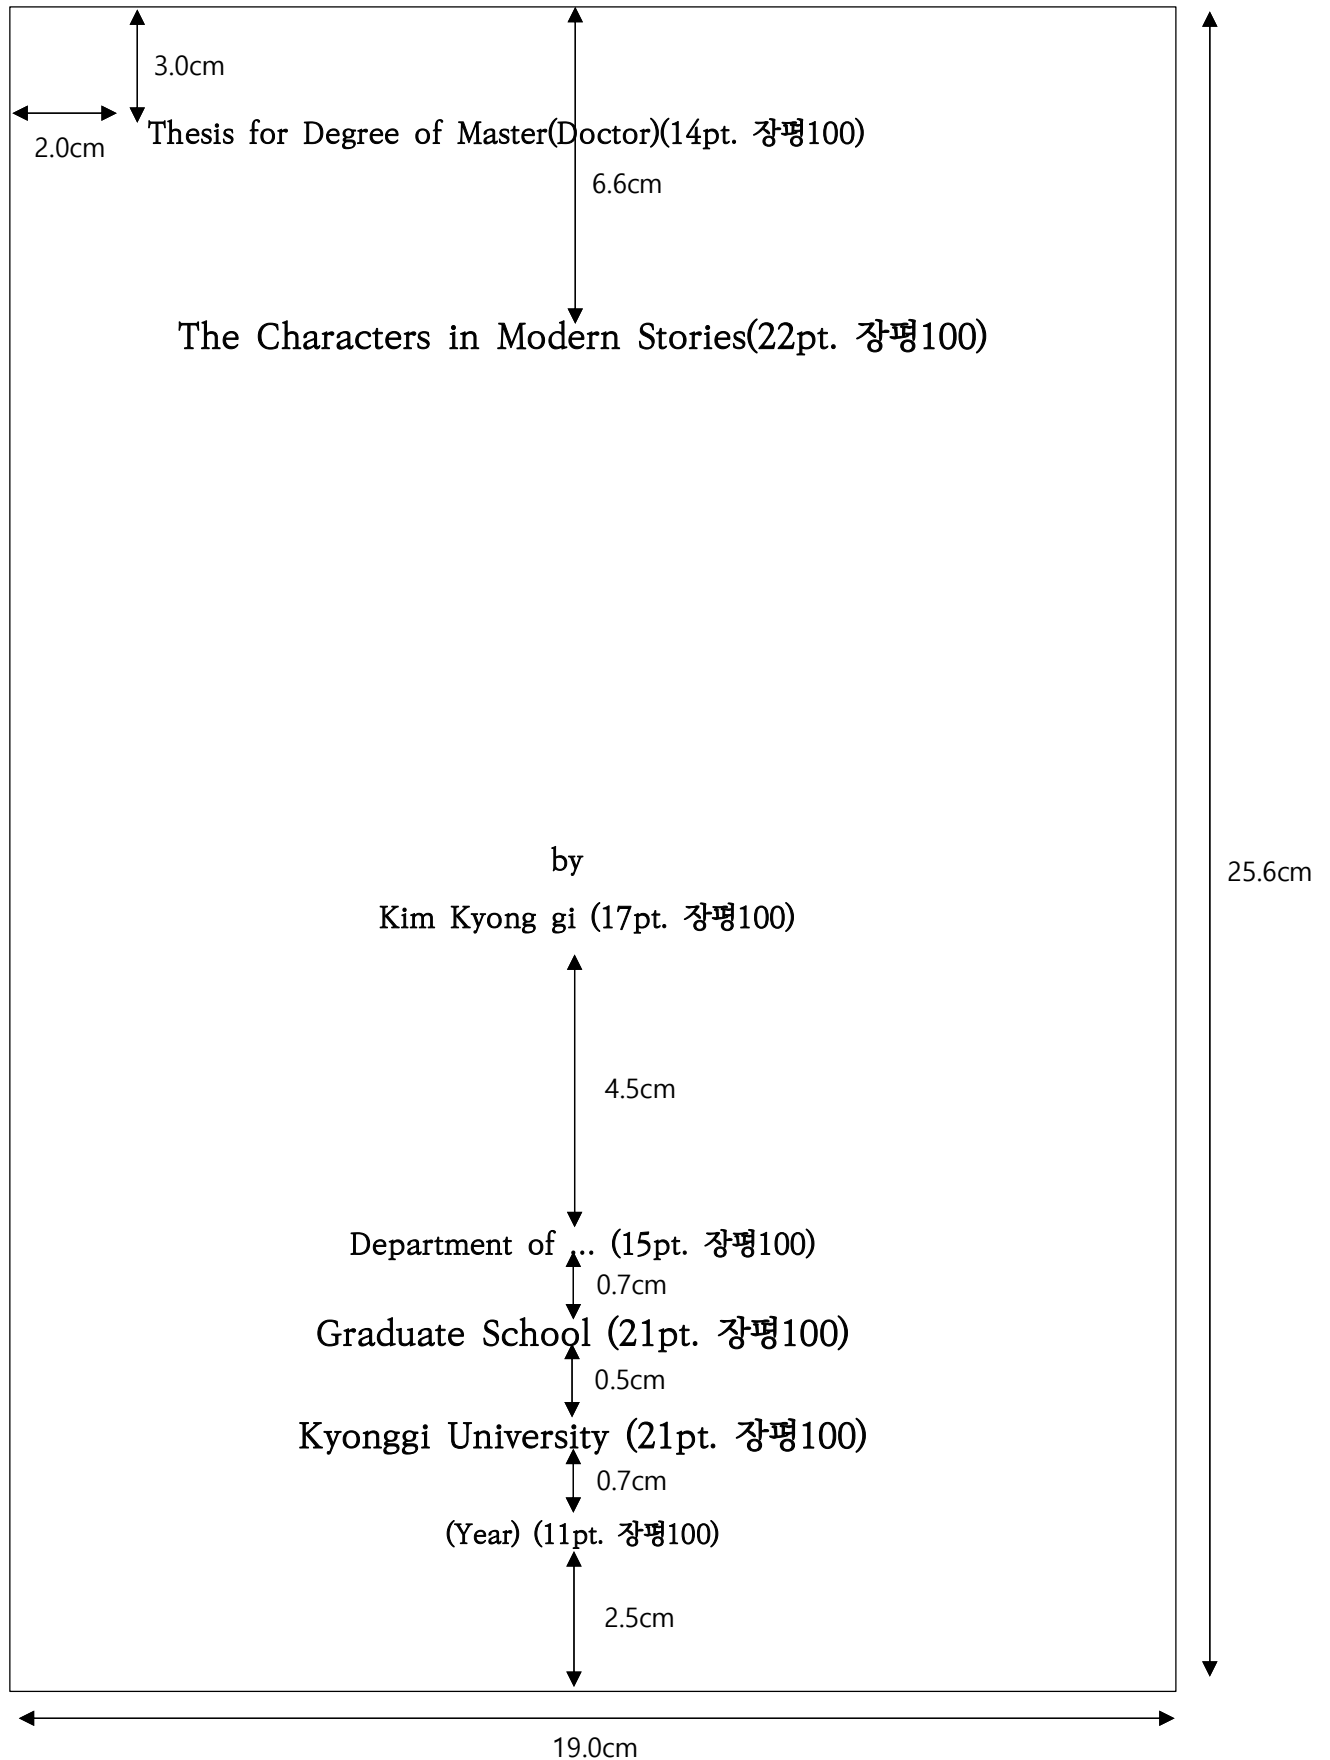 3.0cm
2.0cm
Thesis for Degree of Master(Doctor)(14pt. 장평100)
6.6cm
The Characters in Modern Stories(22pt. 장평100)
by
25.6cm
Kim Kyong gi (17pt. 장평100)
4.5cm
Department of ... (15pt. 장평100)
0.7cm
Graduate School (21pt. 장평100)
0.5cm
Kyonggi University (21pt. 장평100)
0.7cm
(Year) (11pt. 장평100)
2.5cm
19.0cm